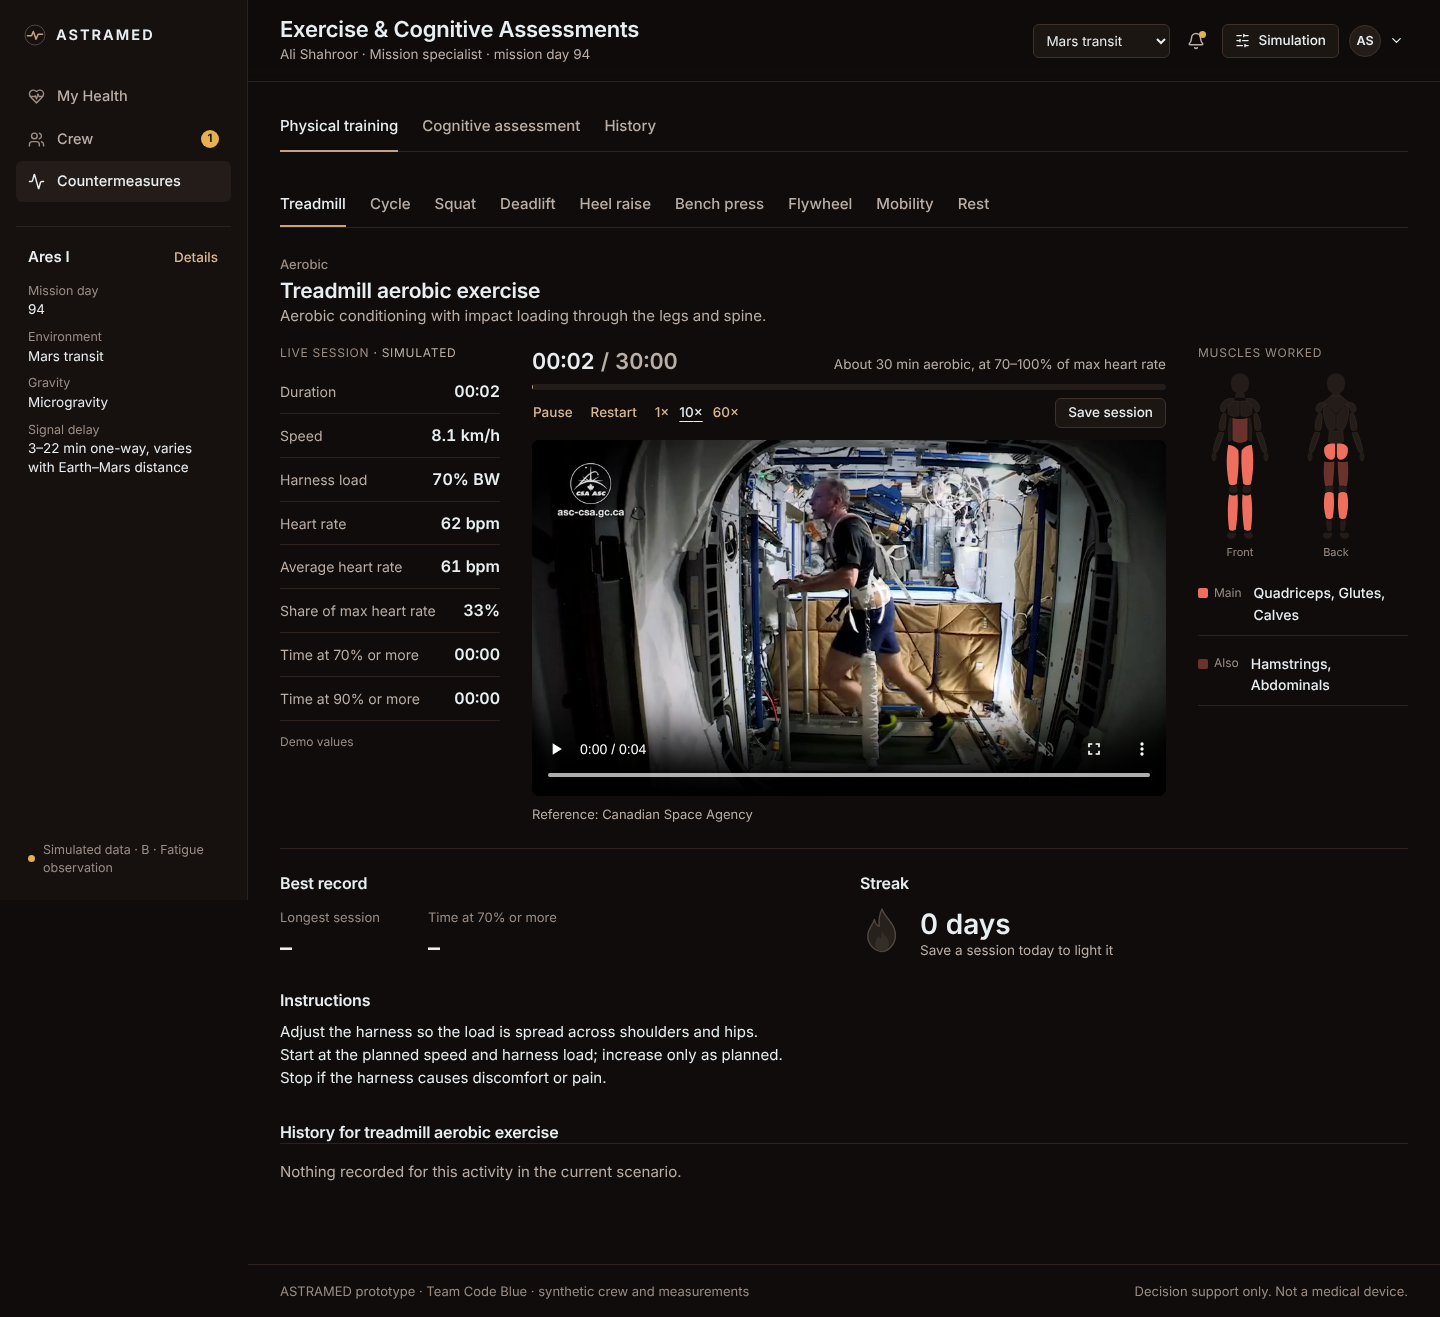 ASTRAMED
My Health
Crew
1
Countermeasures
Ares I
Details
Mission day
94
Environment
Mars transit
Gravity
Microgravity
Signal delay
3–22 min one-way, varies
with Earth–Mars distance
Simulated data · B · Fatigue
observation
Exercise & Cognitive Assessments
Ali Shahroor · Mission specialist · mission day 94
Mars transit
Simulation
AS
Physical training
Cognitive assessment
History
Treadmill
Cycle
Squat
Deadlift
Heel raise
Bench press
Flywheel
Mobility
Rest
Aerobic
Treadmill aerobic exercise
Aerobic conditioning with impact loading through the legs and spine.
LIVE SESSION · SIMULATED
Duration 00:02
Speed 8.1 km/h
Harness load 70% BW
Heart rate 62 bpm
Average heart rate 61 bpm
Share of max heart rate 33%
Time at 70% or more 00:00
Time at 90% or more 00:00
Demo values
00:02 / 30:00
About 30 min aerobic, at 70–100% of max heart rate
Pause Restart 1× 10× 60×
Save session
CSA ASC
asc-csa.gc.ca
0:00 / 0:04
Reference: Canadian Space Agency
MUSCLES WORKED
Front
Back
Main Quadriceps, Glutes,
Calves
Also Hamstrings,
Abdominals
Best record
Longest session
–
Time at 70% or more
–
Streak
0 days
Save a session today to light it
Instructions
Adjust the harness so the load is spread across shoulders and hips.
Start at the planned speed and harness load; increase only as planned.
Stop if the harness causes discomfort or pain.
History for treadmill aerobic exercise
Nothing recorded for this activity in the current scenario.
ASTRAMED prototype · Team Code Blue · synthetic crew and measurements
Decision support only. Not a medical device.